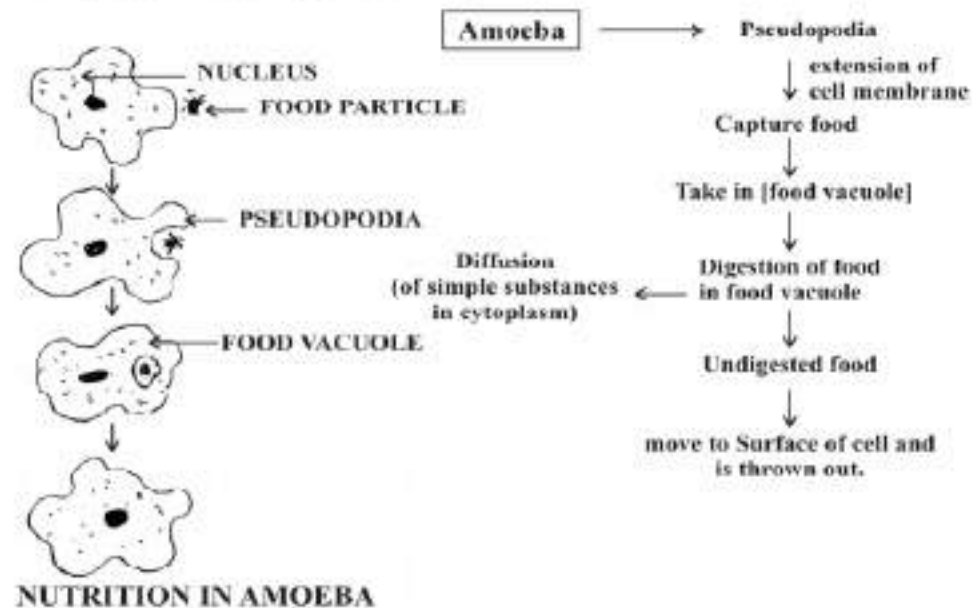 NUCLEUS
FOOD PARTICLE
PSEUDOPODIA
FOOD VACUOLE
NUTRITION IN AMOEBA
Amoeba
Pseudopodia
extension of
cell membrane
Capture food
Take in [food vacuole]
Digestion of food
in food vacuole
Diffusion
(of simple substances
in cytoplasm)
Undigested food
move to Surface of cell and
is thrown out.